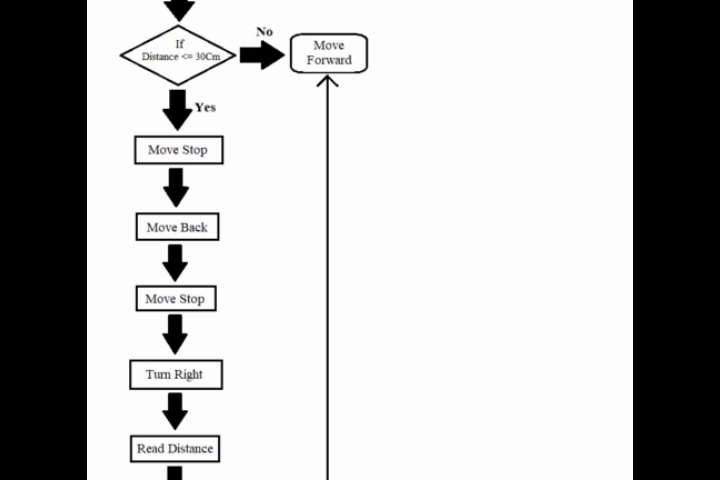 If
Distance <= 30Cm
No
Move
Forward
Yes
Move Stop
Move Back
Move Stop
Turn Right
Read Distance